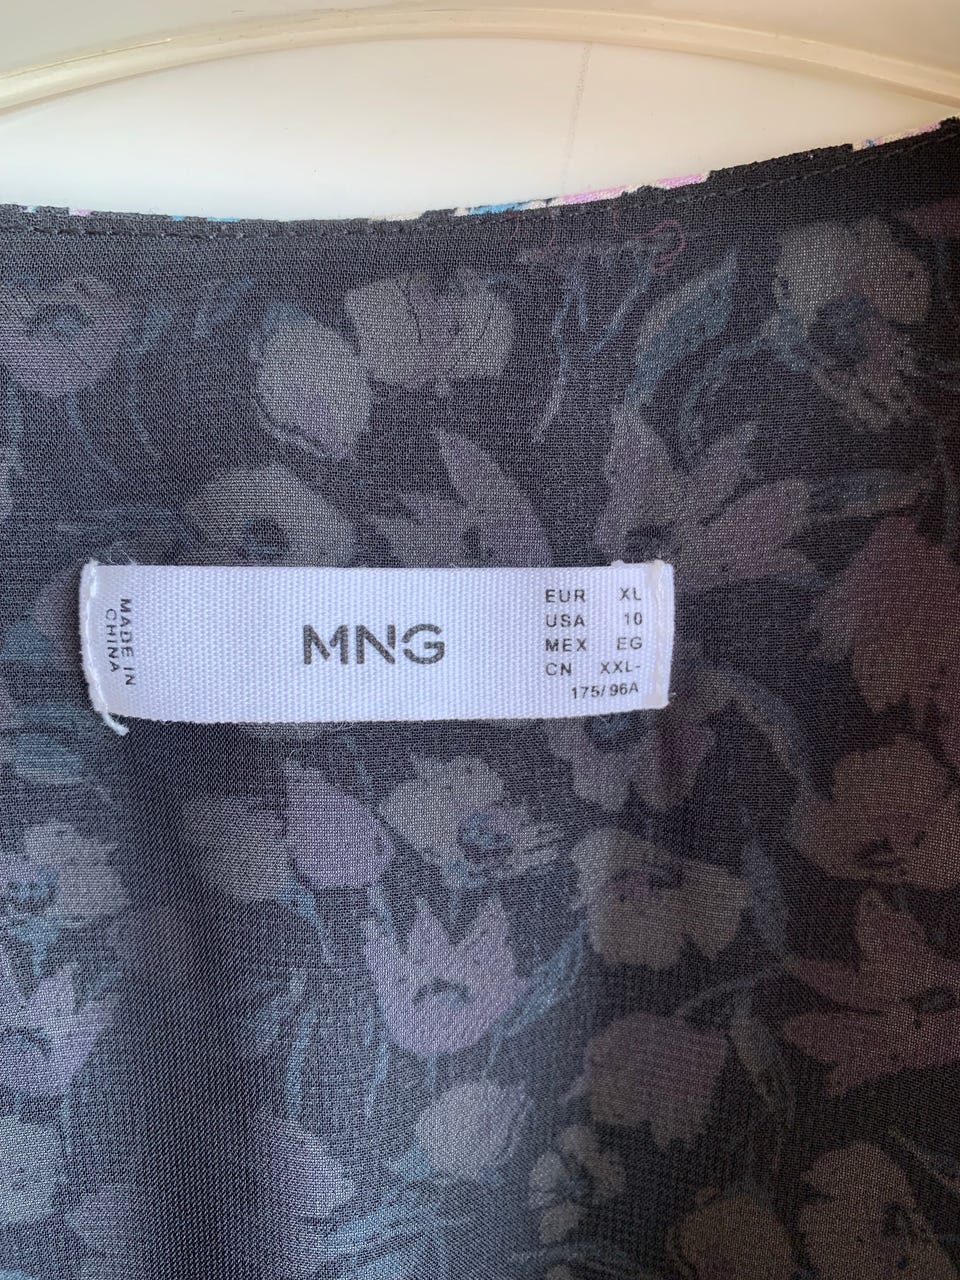 MADE IN
CHINA
MNG
EUR XL
USA 10
MEX EG
CN XXL-
175/96A